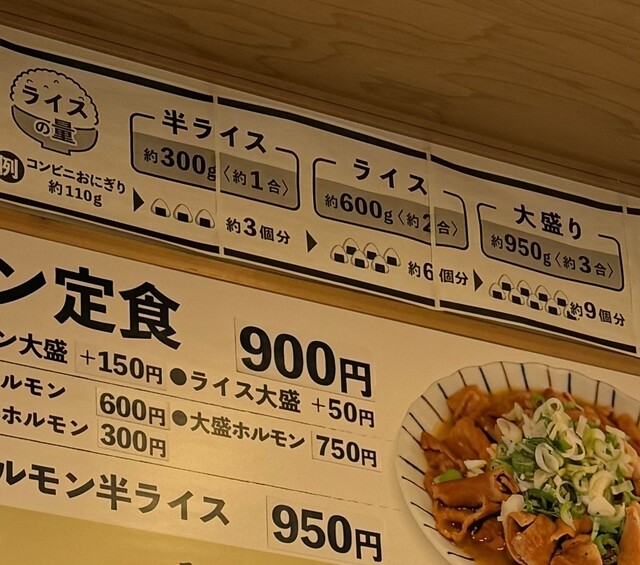 ライスの量
半ライス
約300g〈約1合〉
ライス
約600g〈約2合〉
大盛り
約950g〈約3合〉
例 コンビニおにぎり
約110g
約3個分
約6個分
約9個分
ン定食 900円
ン大盛 +150円 ●ライス大盛 +50円
ルモン 600円 ●大盛ホルモン 750円
ホルモン 300円
ルモン半ライス 950円